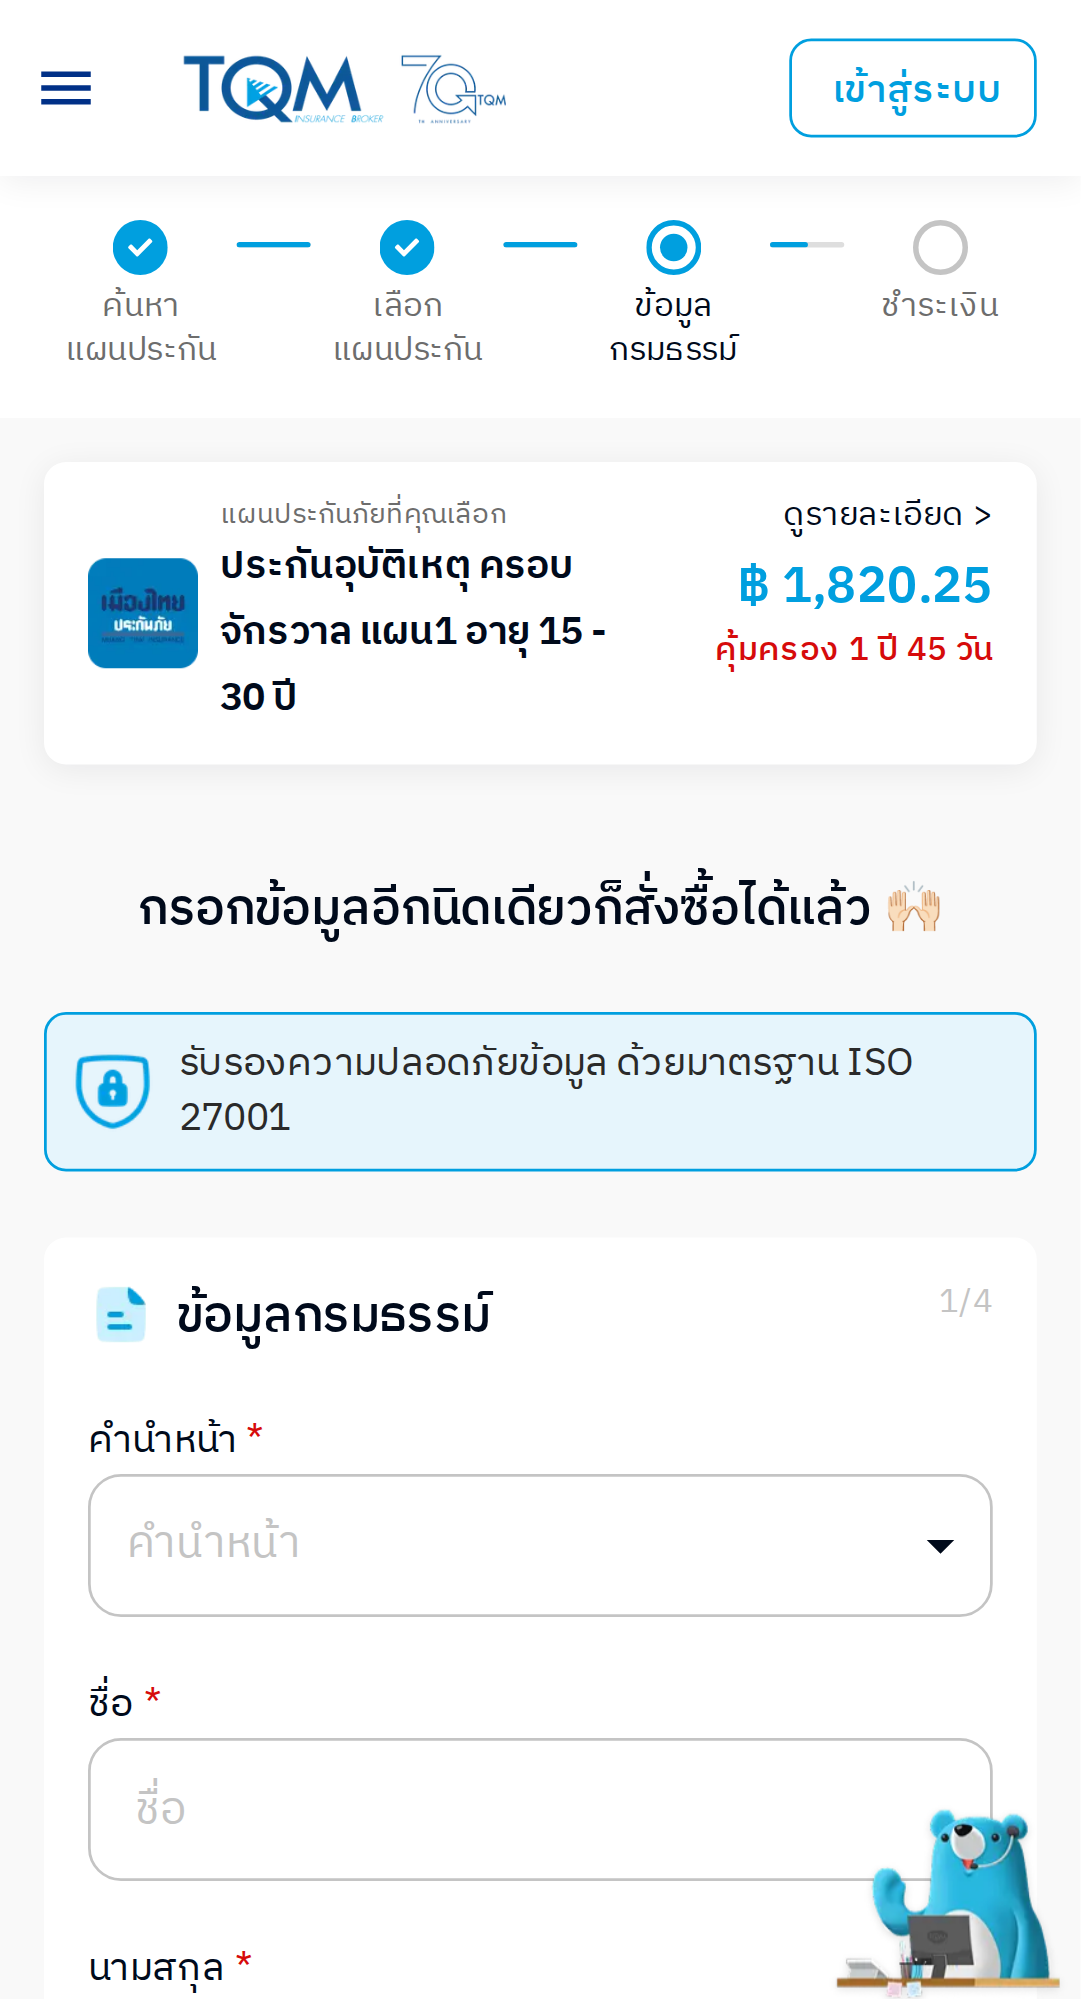 TQM
INSURANCE BROKER
70 TQM
TH ANNIVERSARY
เข้าสู่ระบบ
ค้นหา
แผนประกัน
เลือก
แผนประกัน
ข้อมูล
กรมธรรม์
ชำระเงิน
แผนประกันภัยที่คุณเลือก
ดูรายละเอียด >
เมืองไทย
ประกันภัย
MUANG THAI INSURANCE
ประกันอุบัติเหตุ ครอบ
จักรวาล แผน1 อายุ 15 -
30 ปี
฿ 1,820.25
คุ้มครอง 1 ปี 45 วัน
กรอกข้อมูลอีกนิดเดียวก็สั่งซื้อได้แล้ว 🙌🏻
รับรองความปลอดภัยข้อมูล ด้วยมาตรฐาน ISO
27001
ข้อมูลกรมธรรม์
1/4
คำนำหน้า *
คำนำหน้า
ชื่อ *
ชื่อ
นามสกุล *